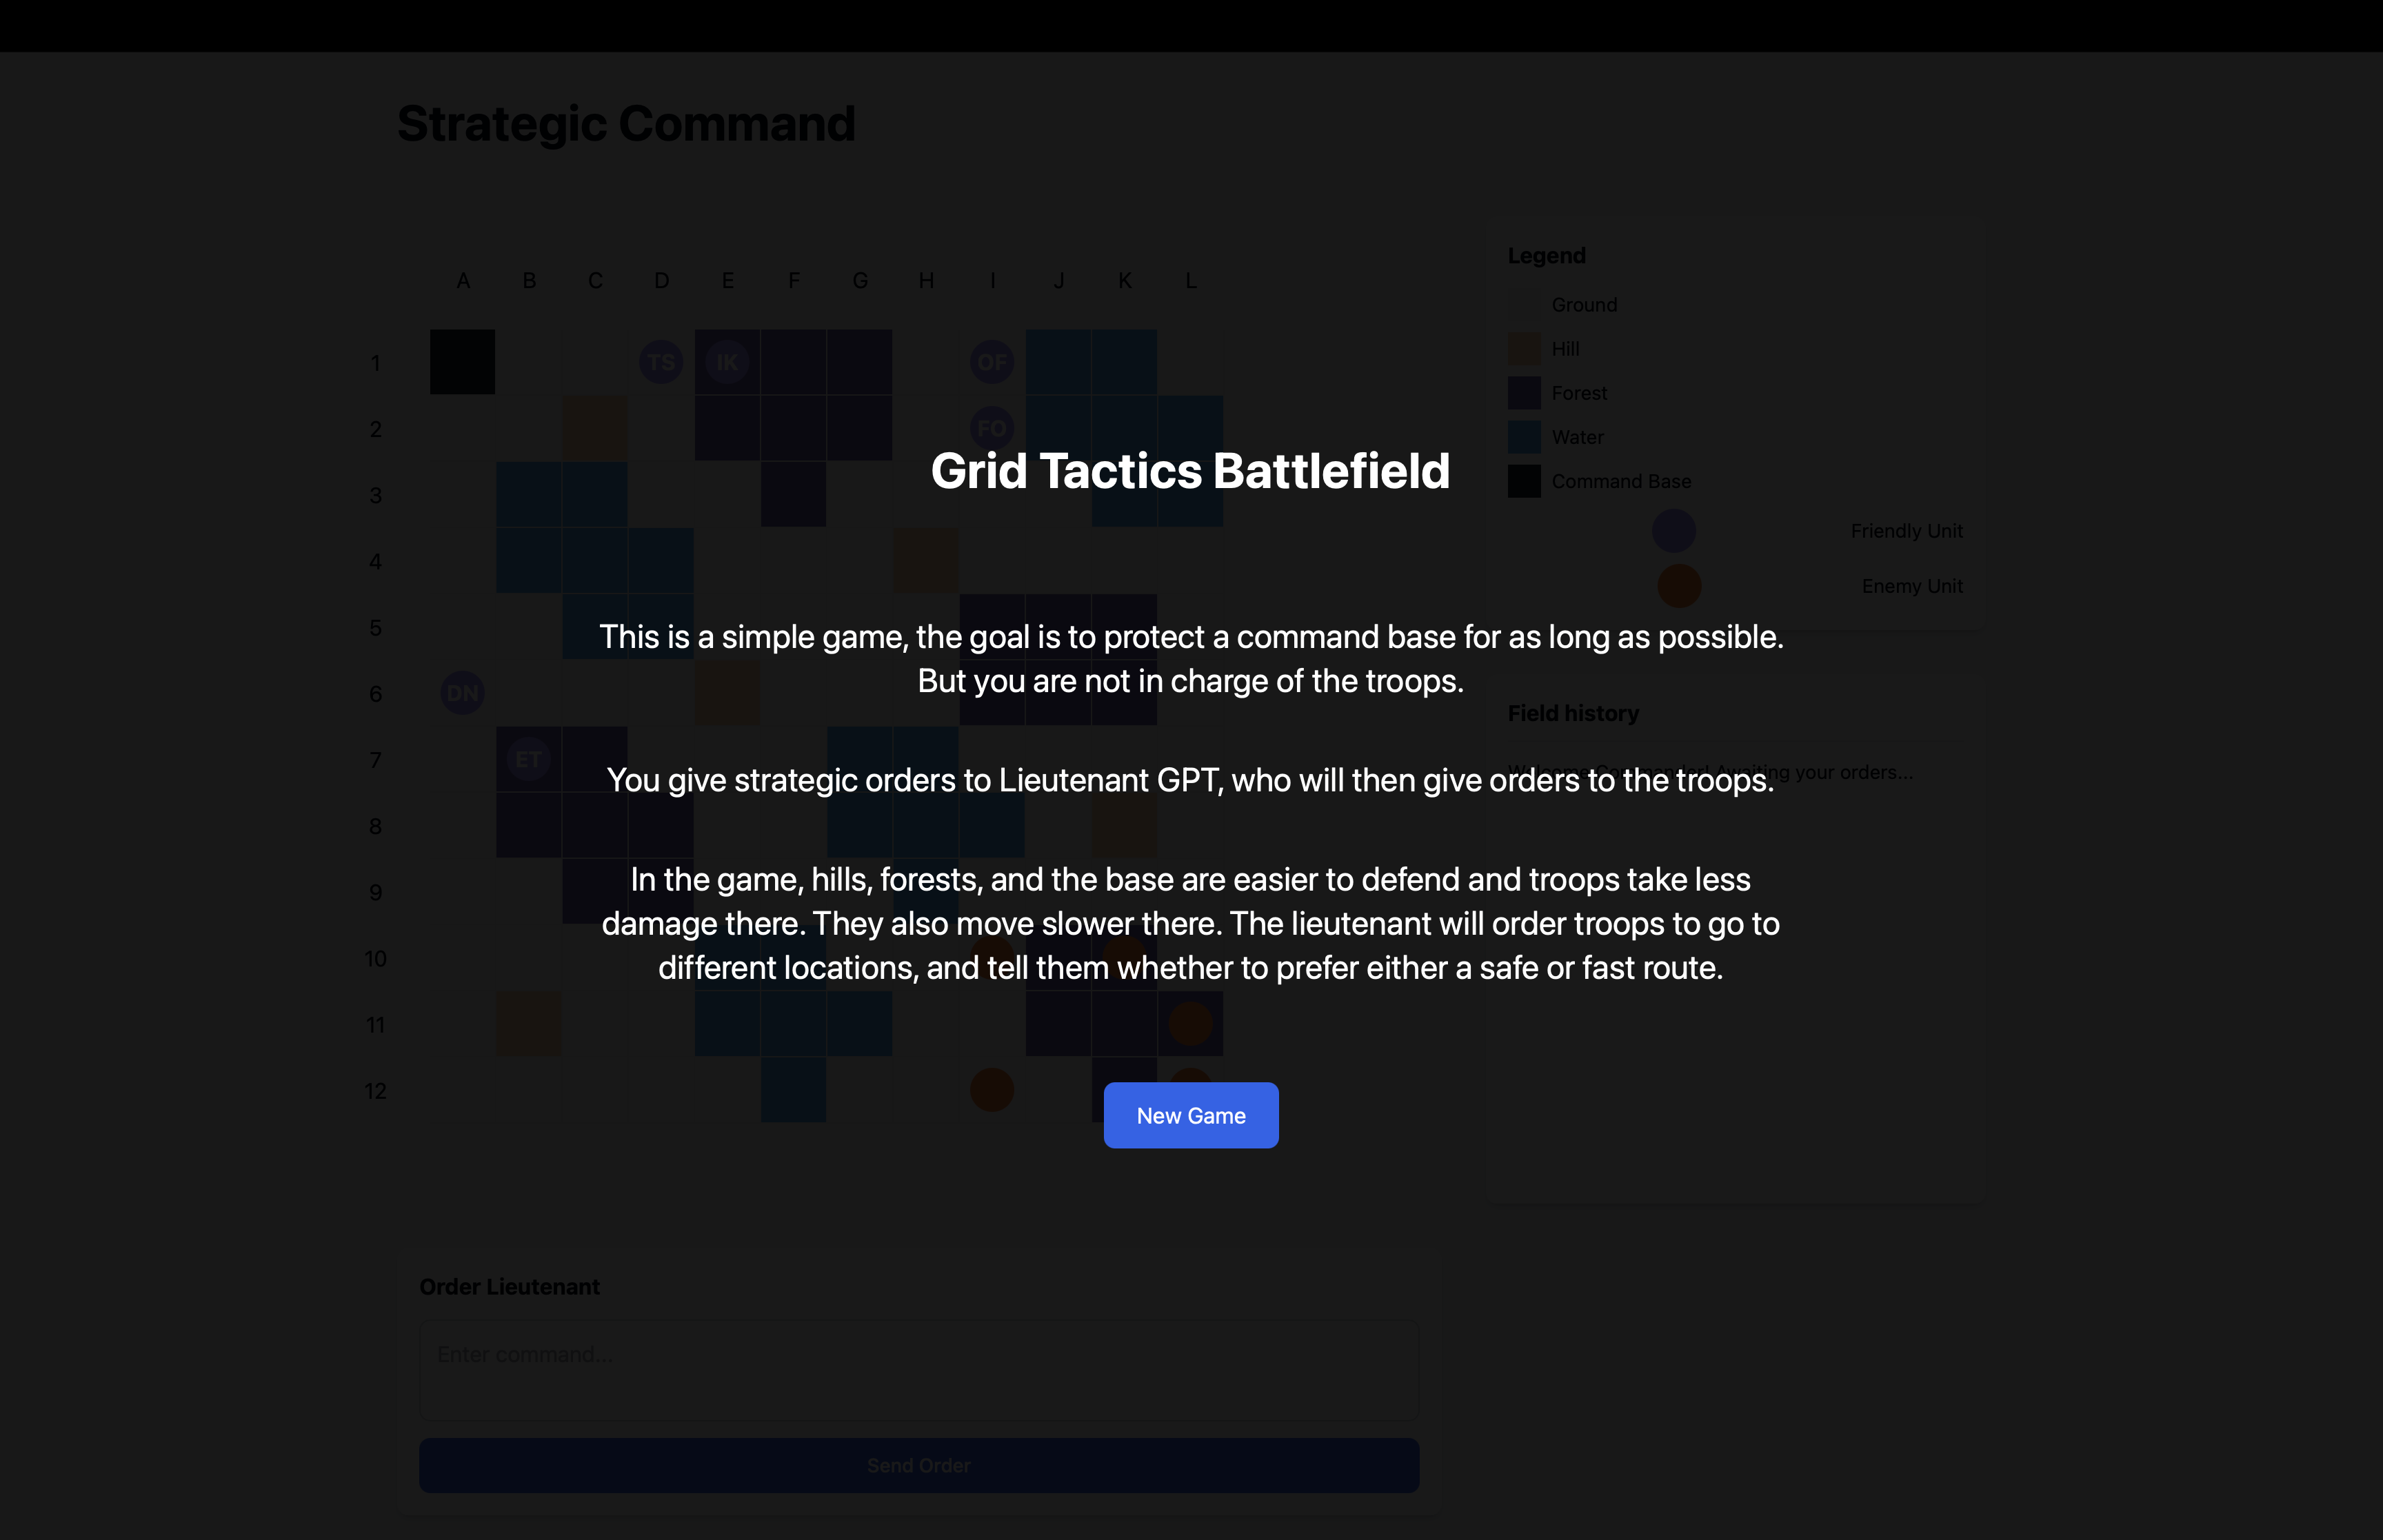 Strategic Command
A B C D E F G H I J K L
1 TS IK OF
2 FO
3
4
5
6 DN
7 ET
8
9
10
11
12
Legend
Ground
Hill
Forest
Water
Command Base
Friendly Unit
Enemy Unit
Field history
Welcome Commander! Awaiting your orders...
Grid Tactics Battlefield
This is a simple game, the goal is to protect a command base for as long as possible.
But you are not in charge of the troops.
You give strategic orders to Lieutenant GPT, who will then give orders to the troops.
In the game, hills, forests, and the base are easier to defend and troops take less
damage there. They also move slower there. The lieutenant will order troops to go to
different locations, and tell them whether to prefer either a safe or fast route.
New Game
Order Lieutenant
Enter command...
Send Order